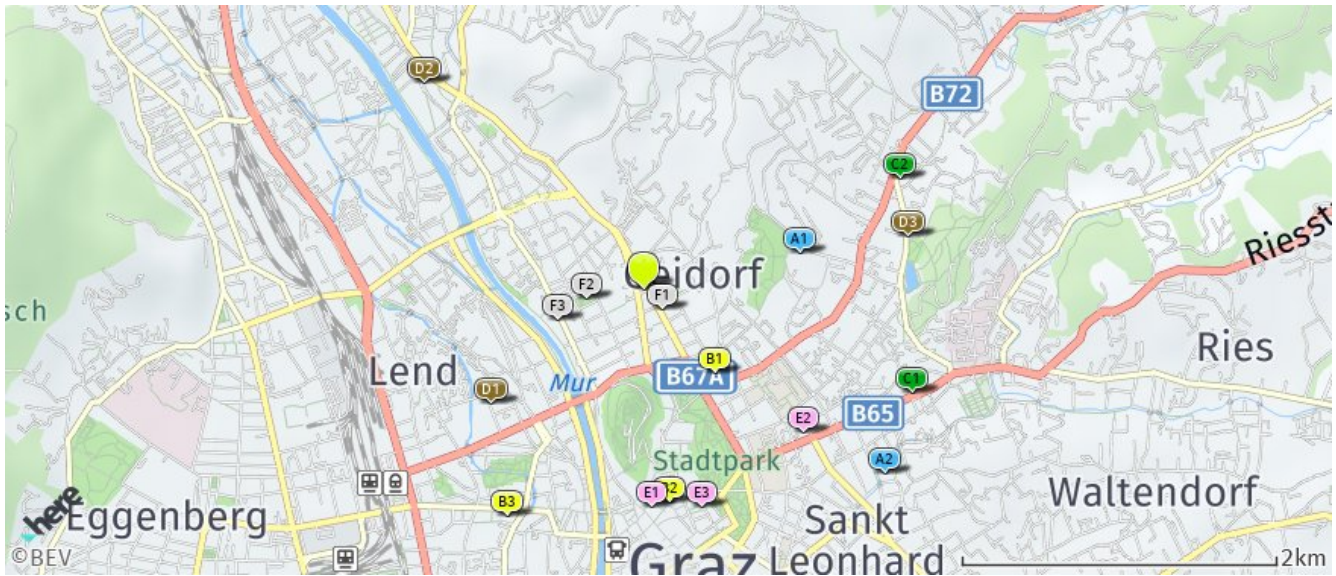 D2
B72
C2
D3
A1
Riesst
Geidorf
F2
F1
F3
sch
Ries
B1
Lend
Mur
B67A
C1
D1
B65
E2
Stadtpark
A2
E1
B2
E3
Waltendorf
B3
here
Eggenberg
Sankt
Leonhard
Graz
©BEV
2km